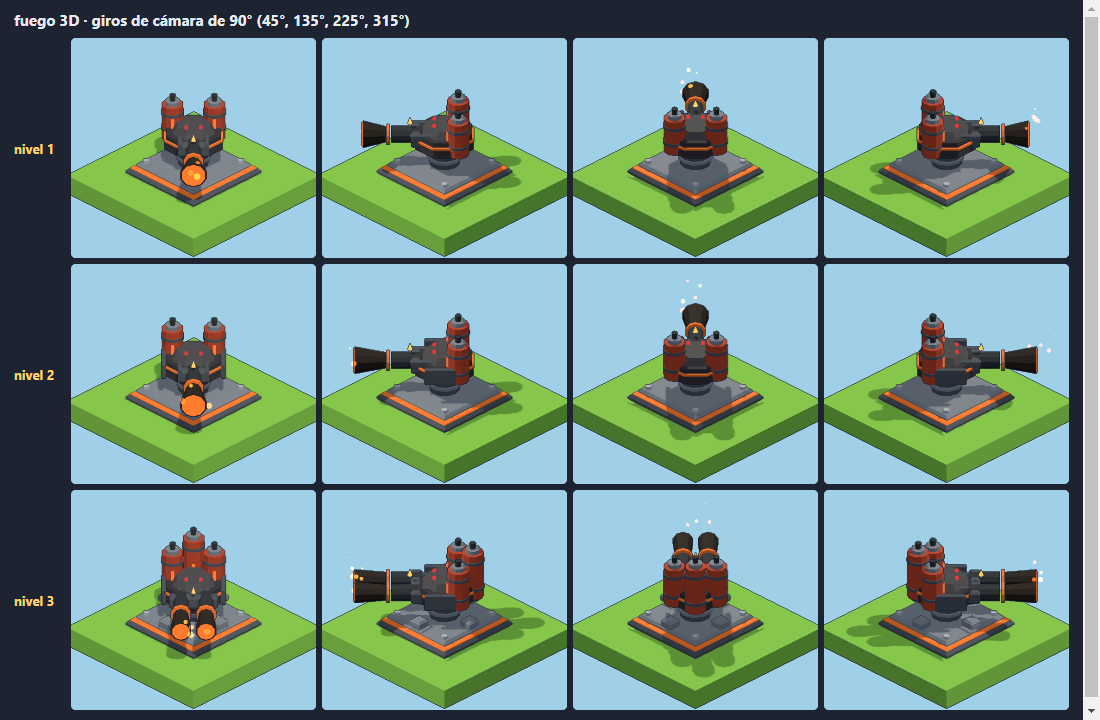 fuego 3D · giros de cámara de 90° (45°, 135°, 225°, 315°)
nivel 1
nivel 2
nivel 3